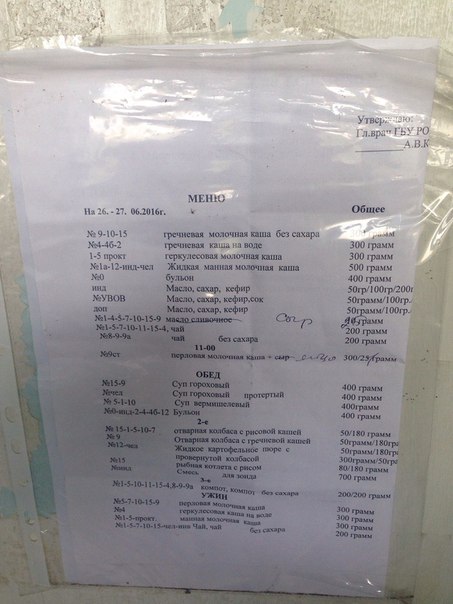 Утверждаю:
Гл.врач ГБУ РО
А.В.К
МЕНЮ
На 26. - 27. 06.2016г. Общее
№ 9-10-15 гречневая молочная каша без сахара грамм
№4-4б-2 гречневая каша на воде 300 грамм
1-5 прокт геркулесовая молочная каша 300 грамм
№1а-12-инд-чел Жидкая манная молочная каша 500 грамм
№0 бульон 400 грамм
инд Масло, сахар, кефир 50гр/100гр/200г
№УВОВ Масло, сахар, кефир,сок 50грамм/100гр
доп Масло, сахар, кефир 50грамм/100гр
№1-4-5-7-10-15-9 масло сливочное Сыр грамм
№1-5-7-10-11-15-4, чай 200 грамм
№8-9-9а чай без сахара 200 грамм
11-00
№9ст перловая молочная каша + сыр 300/25грамм
ОБЕД
№15-9 Суп гороховый 400 грамм
№чел Суп гороховый протертый 400 грамм
№ 5-1-10 Суп вермишелевый 400 грамм
№0-инд-2-4-4б-12 Бульон 400грамм
2-е
№ 15-1-5-10-7 отварная колбаса с рисовой кашей 50/180 грамм
№ 9 Отварная колбаса с гречневой кашей 50грамм/180гра
№12-чел Жидкое картофельное пюре с 50грамм/180г
провернутой колбасой
№15 рыбная котлета с рисом 80/180 грамм
№инд Смесь для зонда 700 грамм
3-е
№1-5-10-11-15-4,8-9-9а компот, компот без сахара 200/200 грамм
УЖИН
№5-7-10-15-9 перловая молочная каша 300 грамм
№4 геркулесовая каша на воде 300 грамм
№1-5-прокт, манная молочная каша 300 грамм
№1-5-7-10-15-чел-инв Чай, чай без сахара 200 грамм